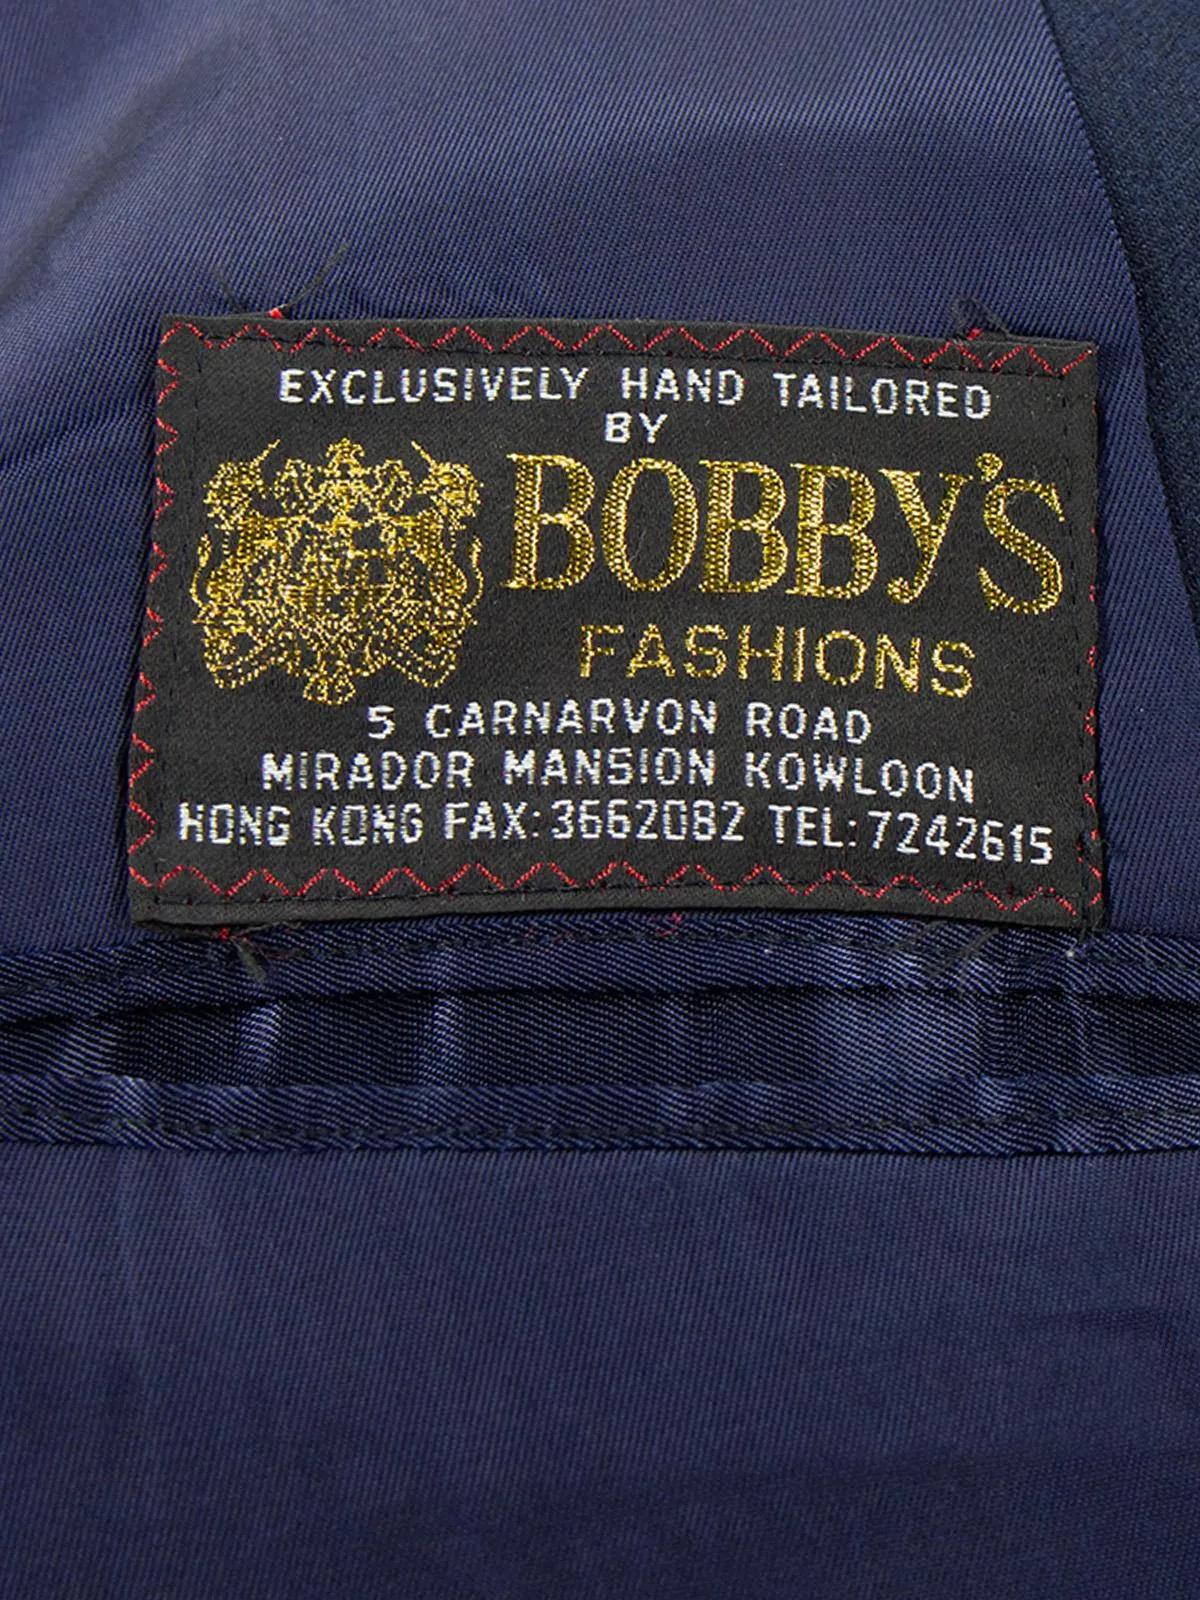 EXCLUSIVELY HAND TAILORED
BY
BOBBY'S
FASHIONS
5 CARNARVON ROAD
MIRADOR MANSION KOWLOON
HONG KONG FAX: 3662082 TEL: 7242615